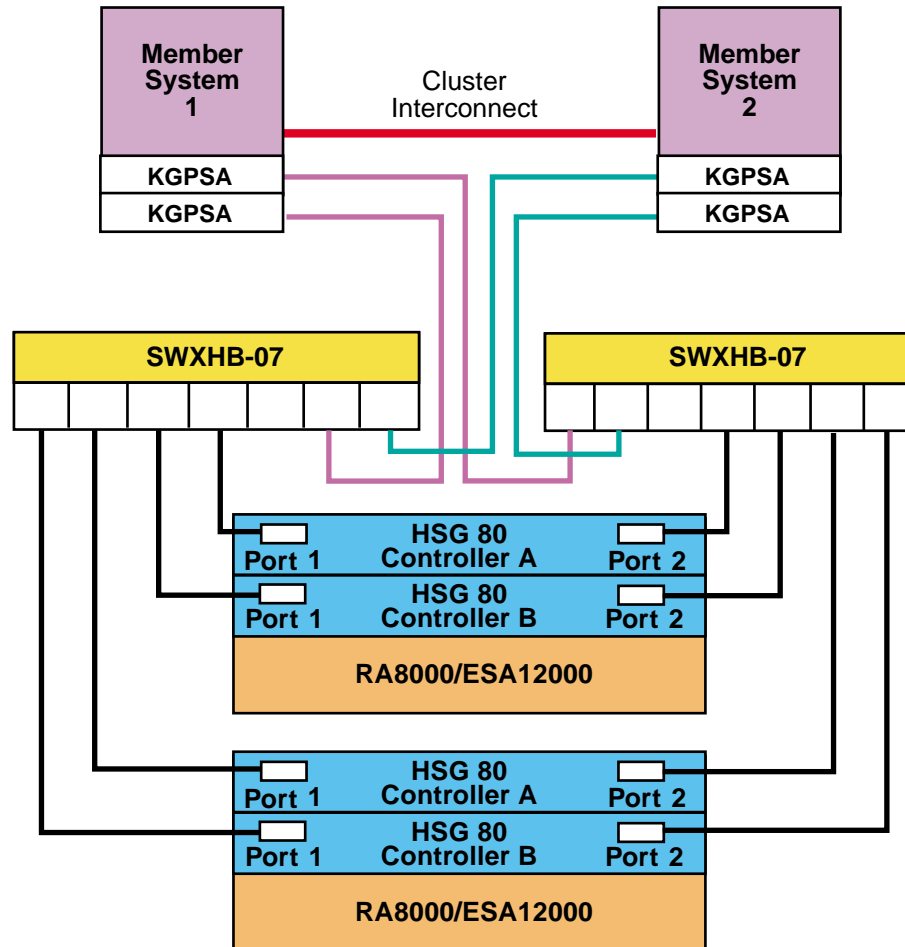 Member
System
1
Cluster
Interconnect
Member
System
2
KGPSA
KGPSA
KGPSA
KGPSA
SWXHB-07
SWXHB-07
HSG 80
Controller A
Port 1
Port 2
HSG 80
Controller B
Port 1
Port 2
RA8000/ESA12000
HSG 80
Controller A
Port 1
Port 2
HSG 80
Controller B
Port 1
Port 2
RA8000/ESA12000